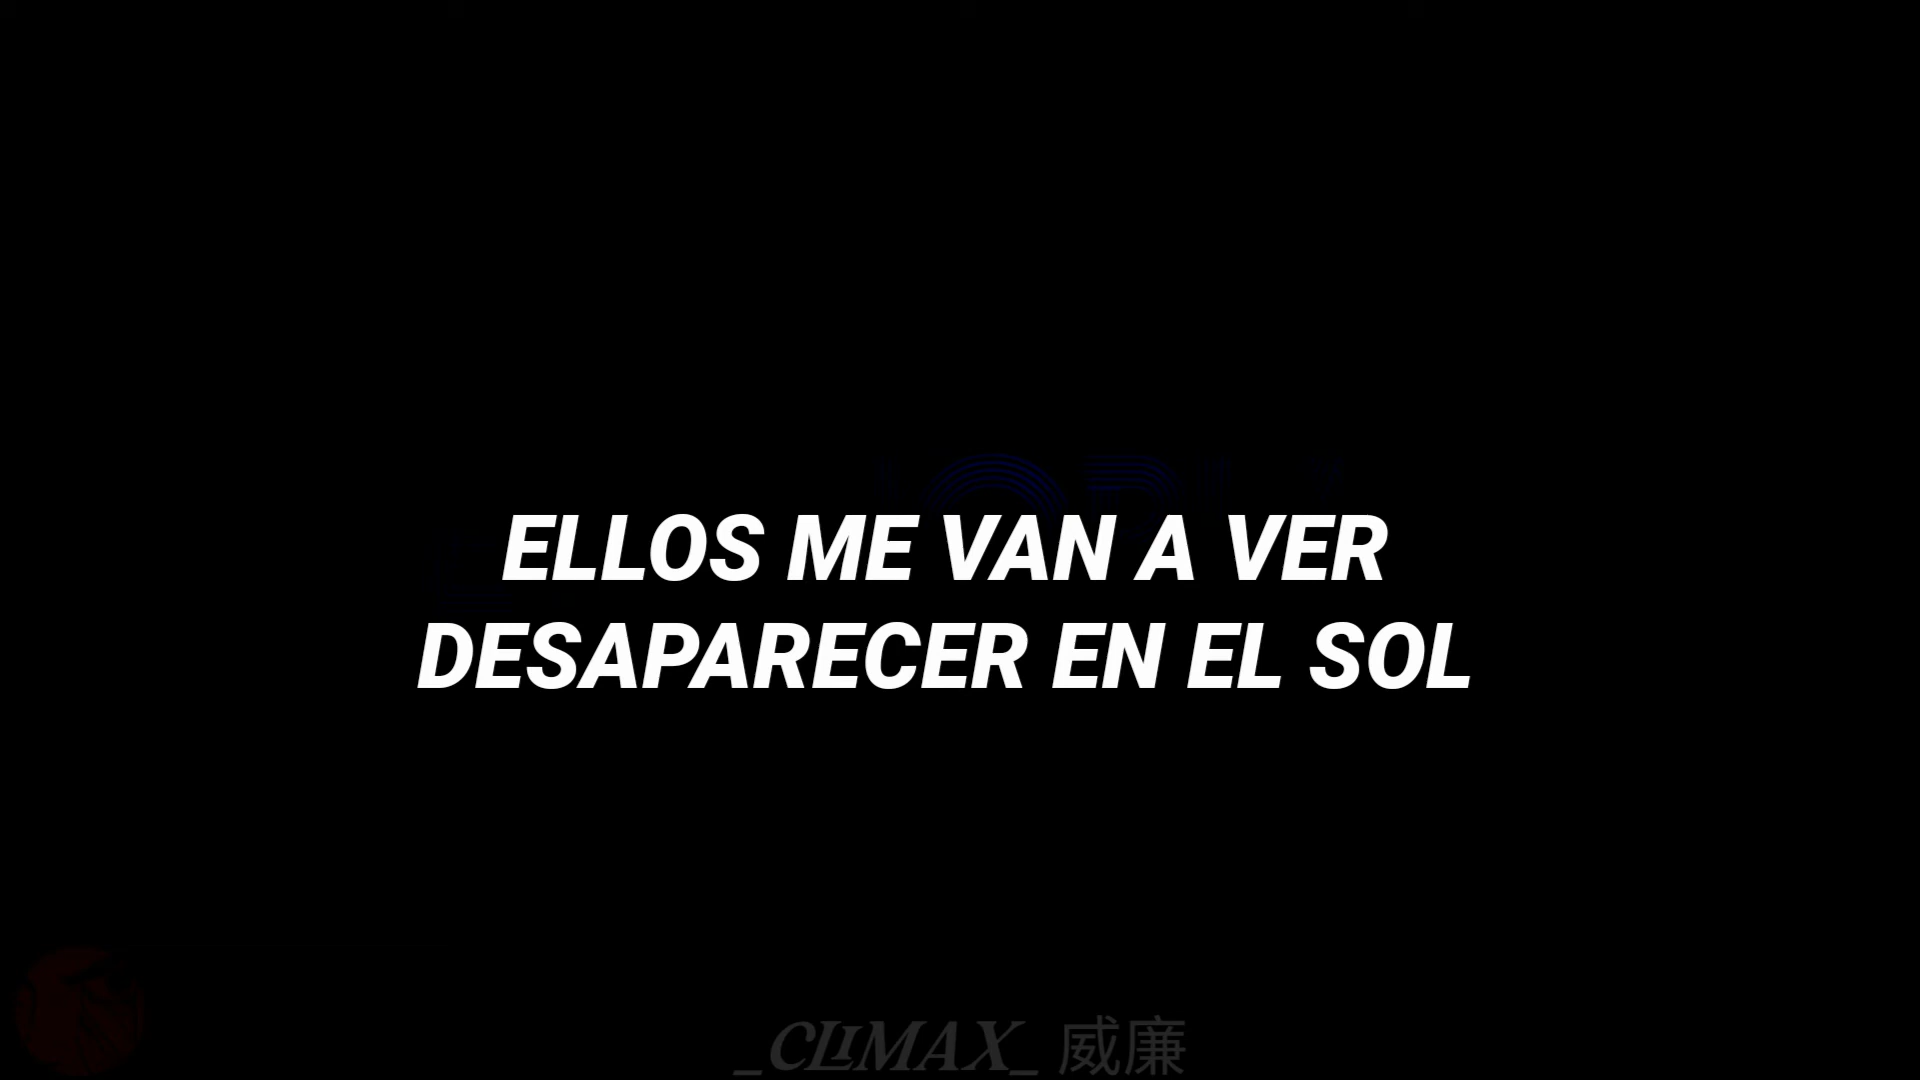 ELLOS ME VAN A VER
DESAPARECER EN EL SOL
_CLIMAX_ 威廉